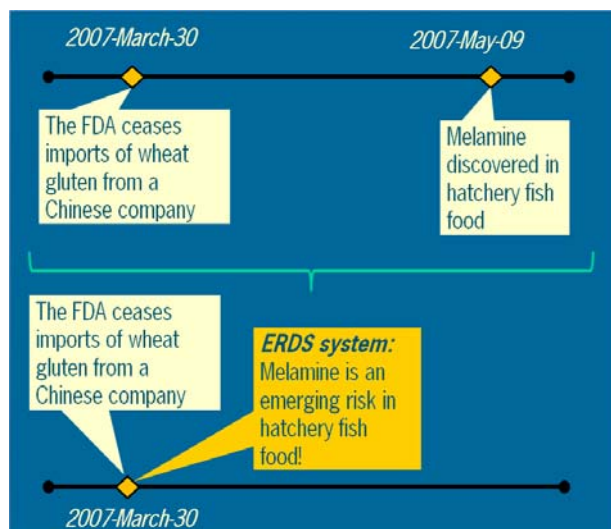 2007-March-30
2007-May-09
The FDA ceases
imports of wheat
gluten from a
Chinese company
Melamine
discovered in
hatchery fish
food
The FDA ceases
imports of wheat
gluten from a
Chinese company
ERDS system:
Melamine is an
emerging risk in
hatchery fish
food!
2007-March-30